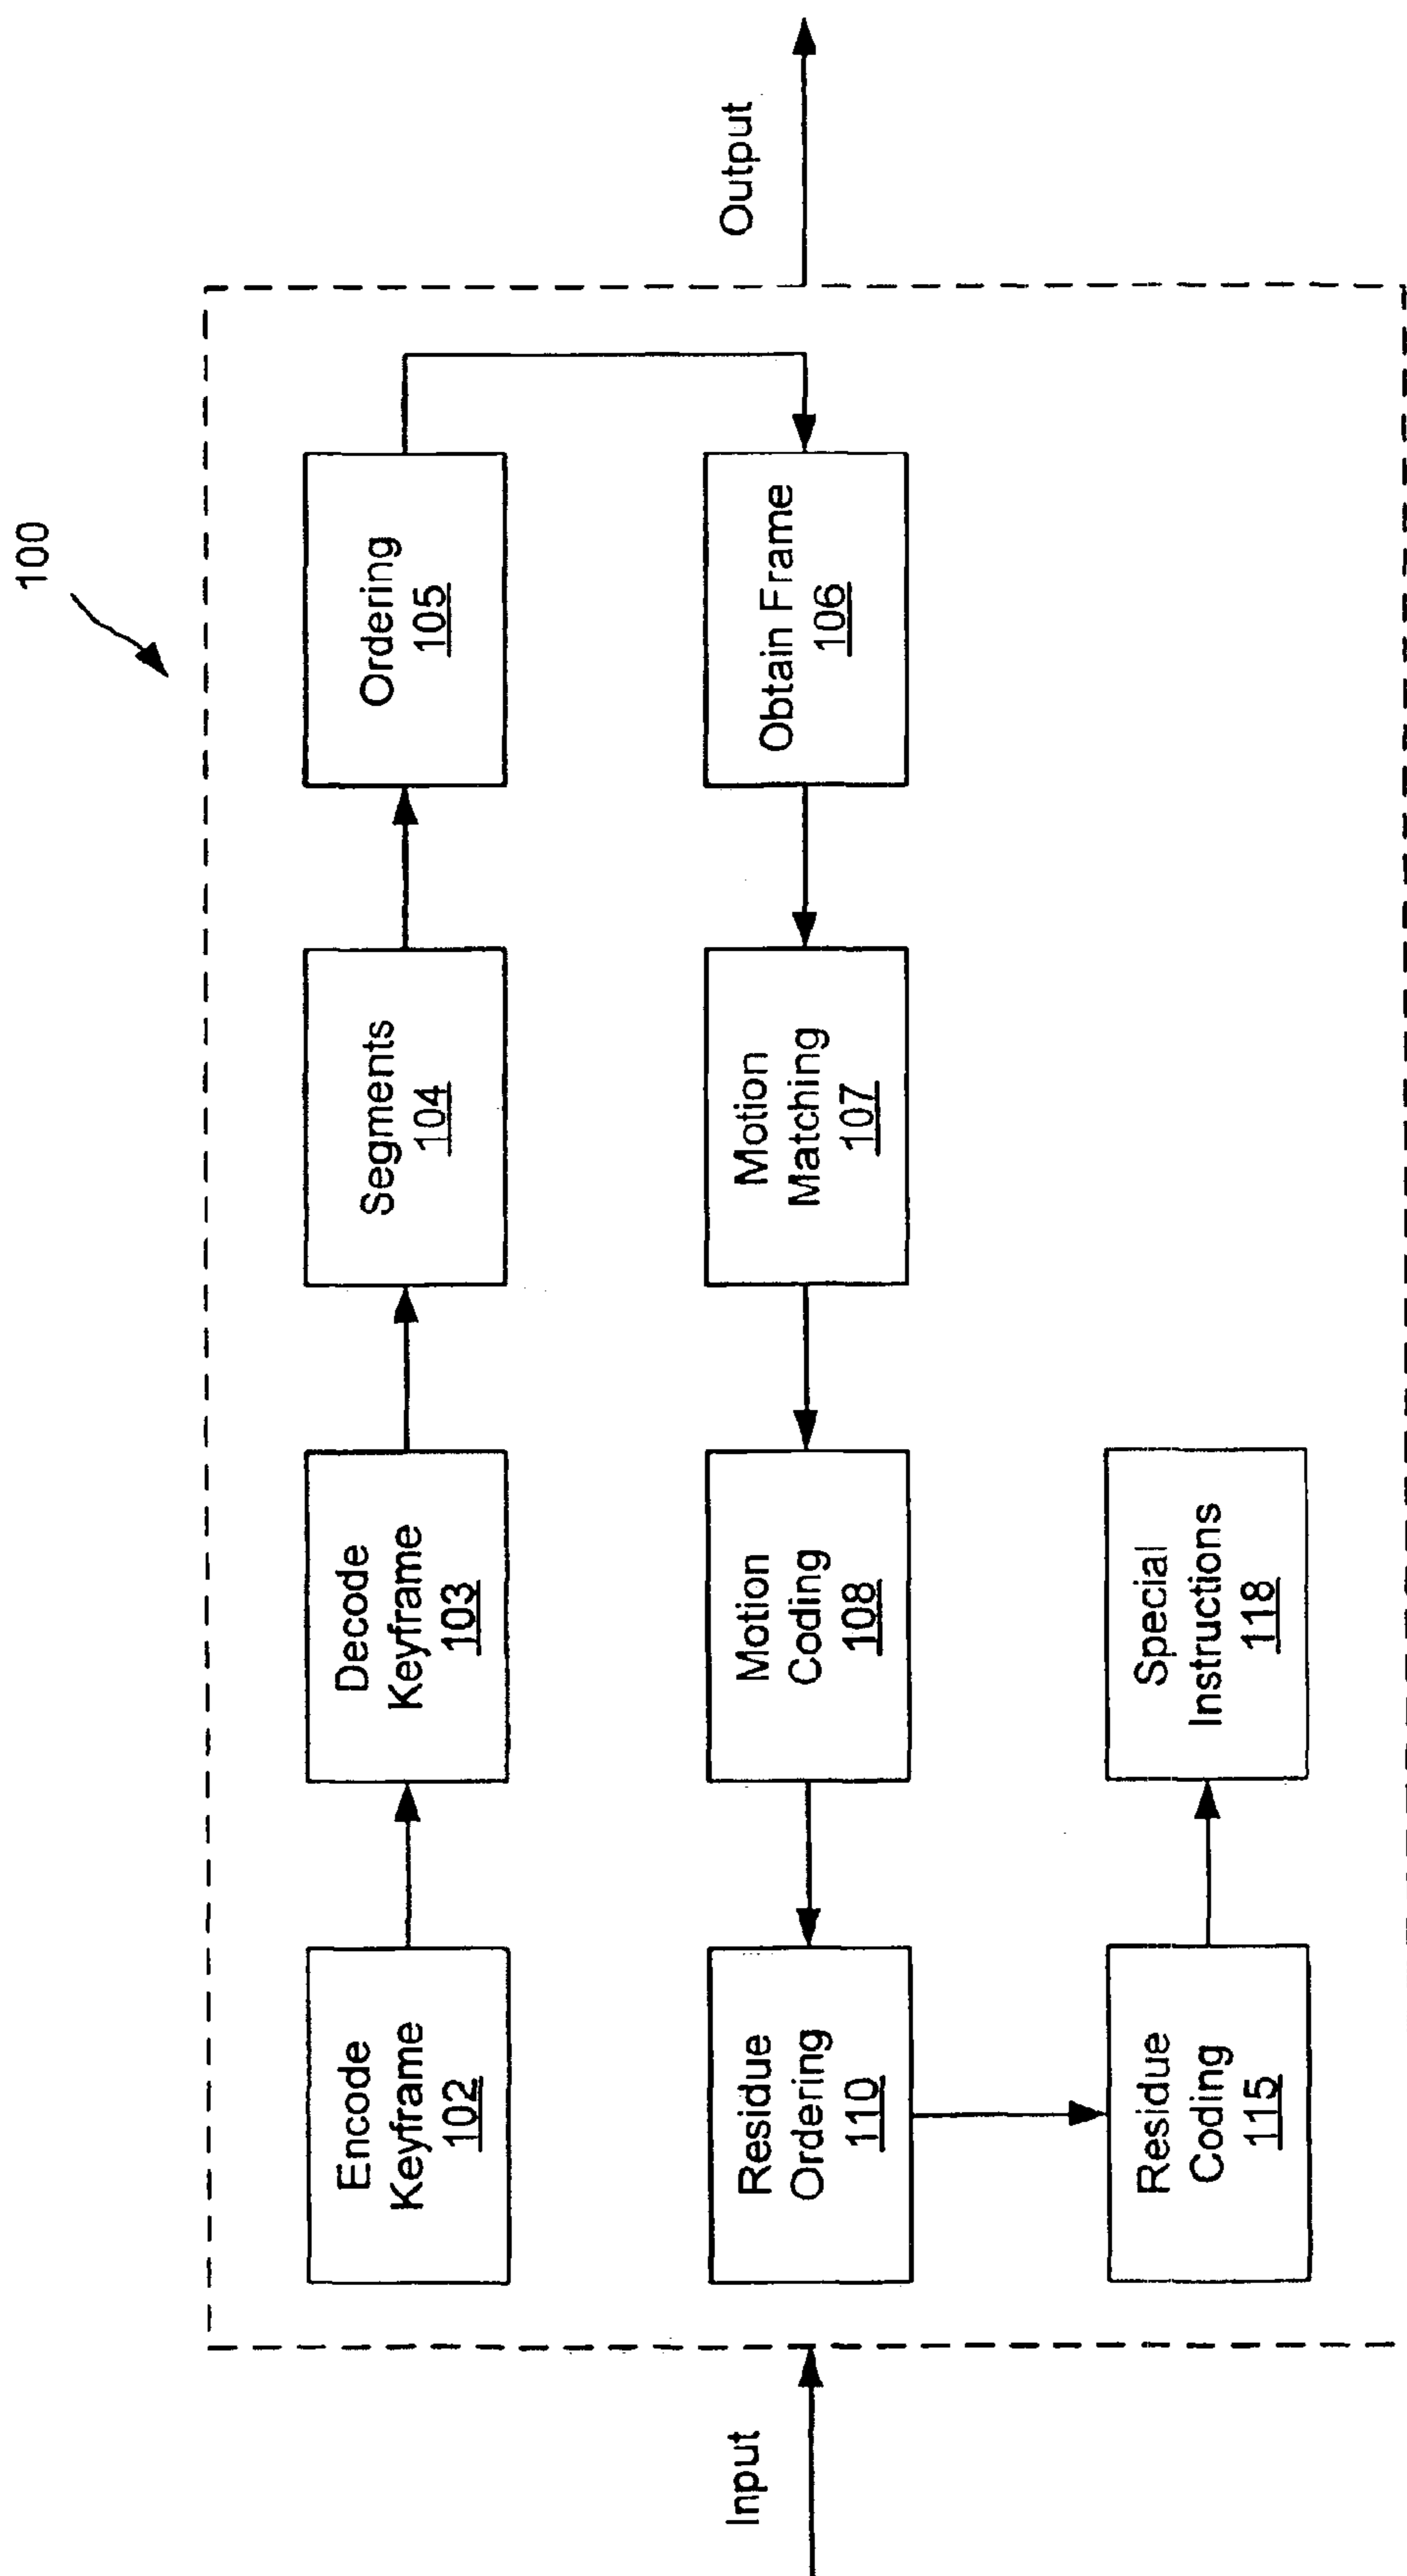 100
Input
Encode
Keyframe
102
Decode
Keyframe
103
Segments
104
Ordering
105
Obtain Frame
106
Motion
Matching
107
Motion
Coding
108
Residue
Ordering
110
Residue
Coding
115
Special
Instructions
118
Output